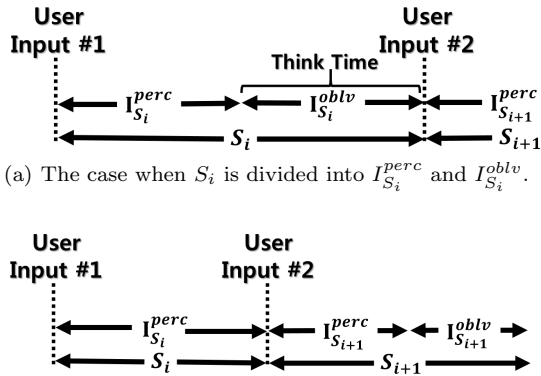 User User
Input #1 Input #2
Think Time
I_{S_i}^{perc} I_{S_i}^{oblv} I_{S_{i+1}}^{perc}
S_i S_{i+1}
(a) The case when S_i is divided into I_{S_i}^{perc} and I_{S_i}^{oblv}.
User User
Input #1 Input #2
I_{S_i}^{perc} I_{S_{i+1}}^{perc} I_{S_{i+1}}^{oblv}
S_i S_{i+1}